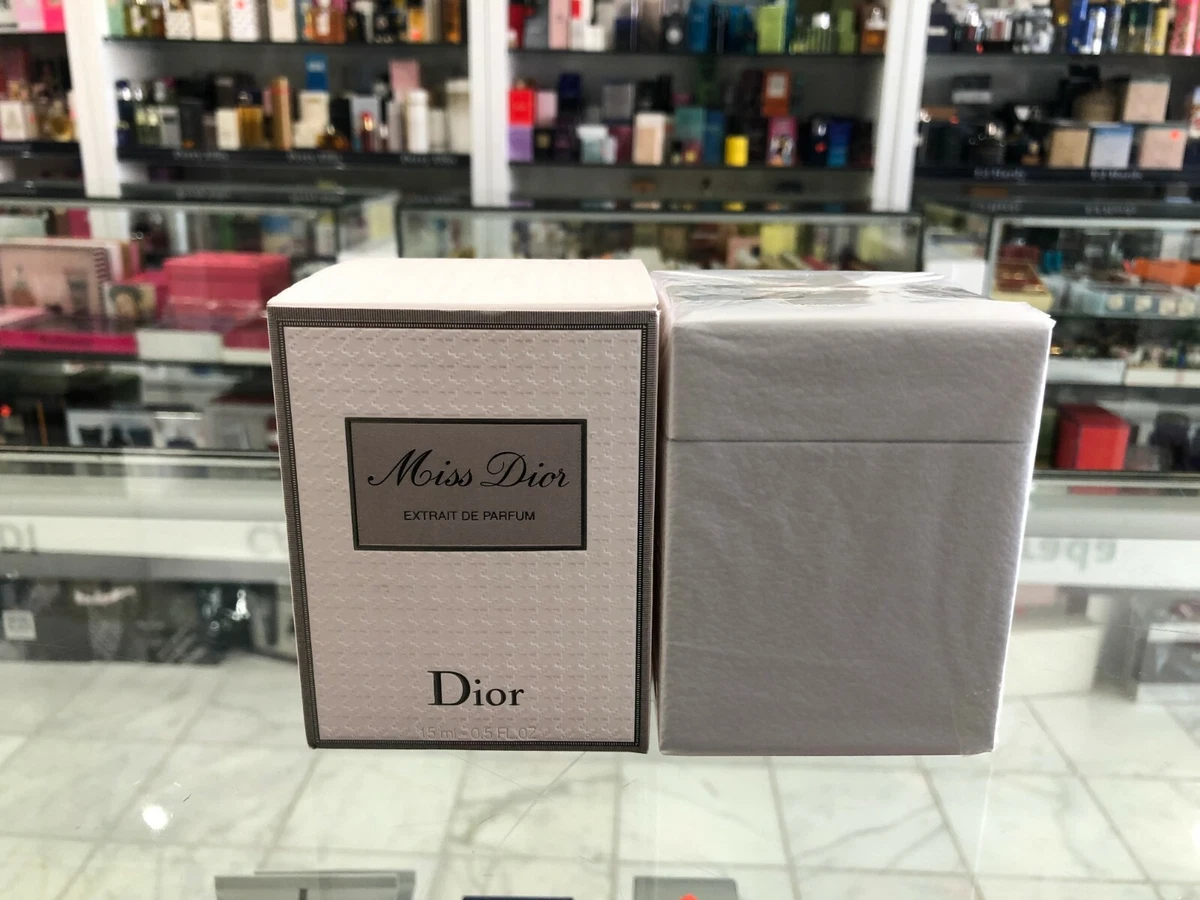 Miss Dior
EXTRAIT DE PARFUM
Dior
15 ml - 0.5 FL.OZ